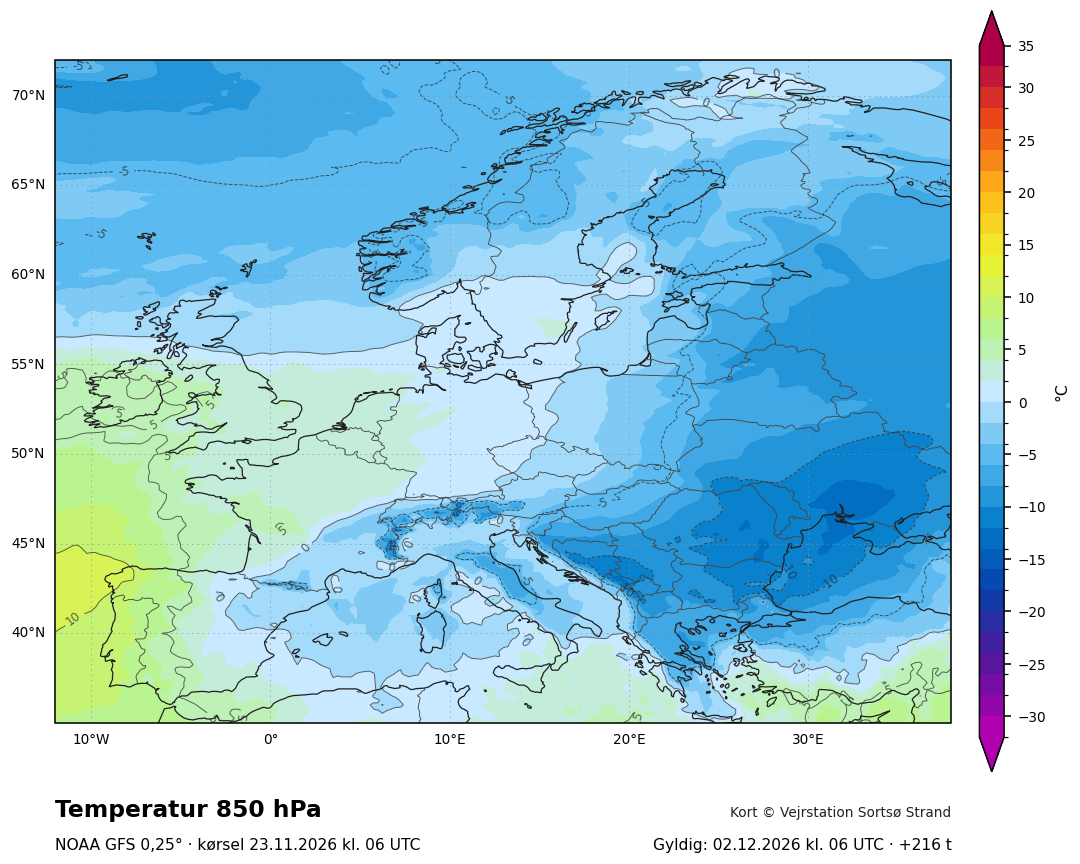 35
70°N
30
25
65°N
20
15
60°N
10
55°N
5
0
°C
50°N
−5
−10
45°N
−15
−20
40°N
−25
−30
10°W
0°
10°E
20°E
30°E
Temperatur 850 hPa
Kort © Vejrstation Sortsø Strand
NOAA GFS 0,25° · kørsel 23.11.2026 kl. 06 UTC
Gyldig: 02.12.2026 kl. 06 UTC · +216 t